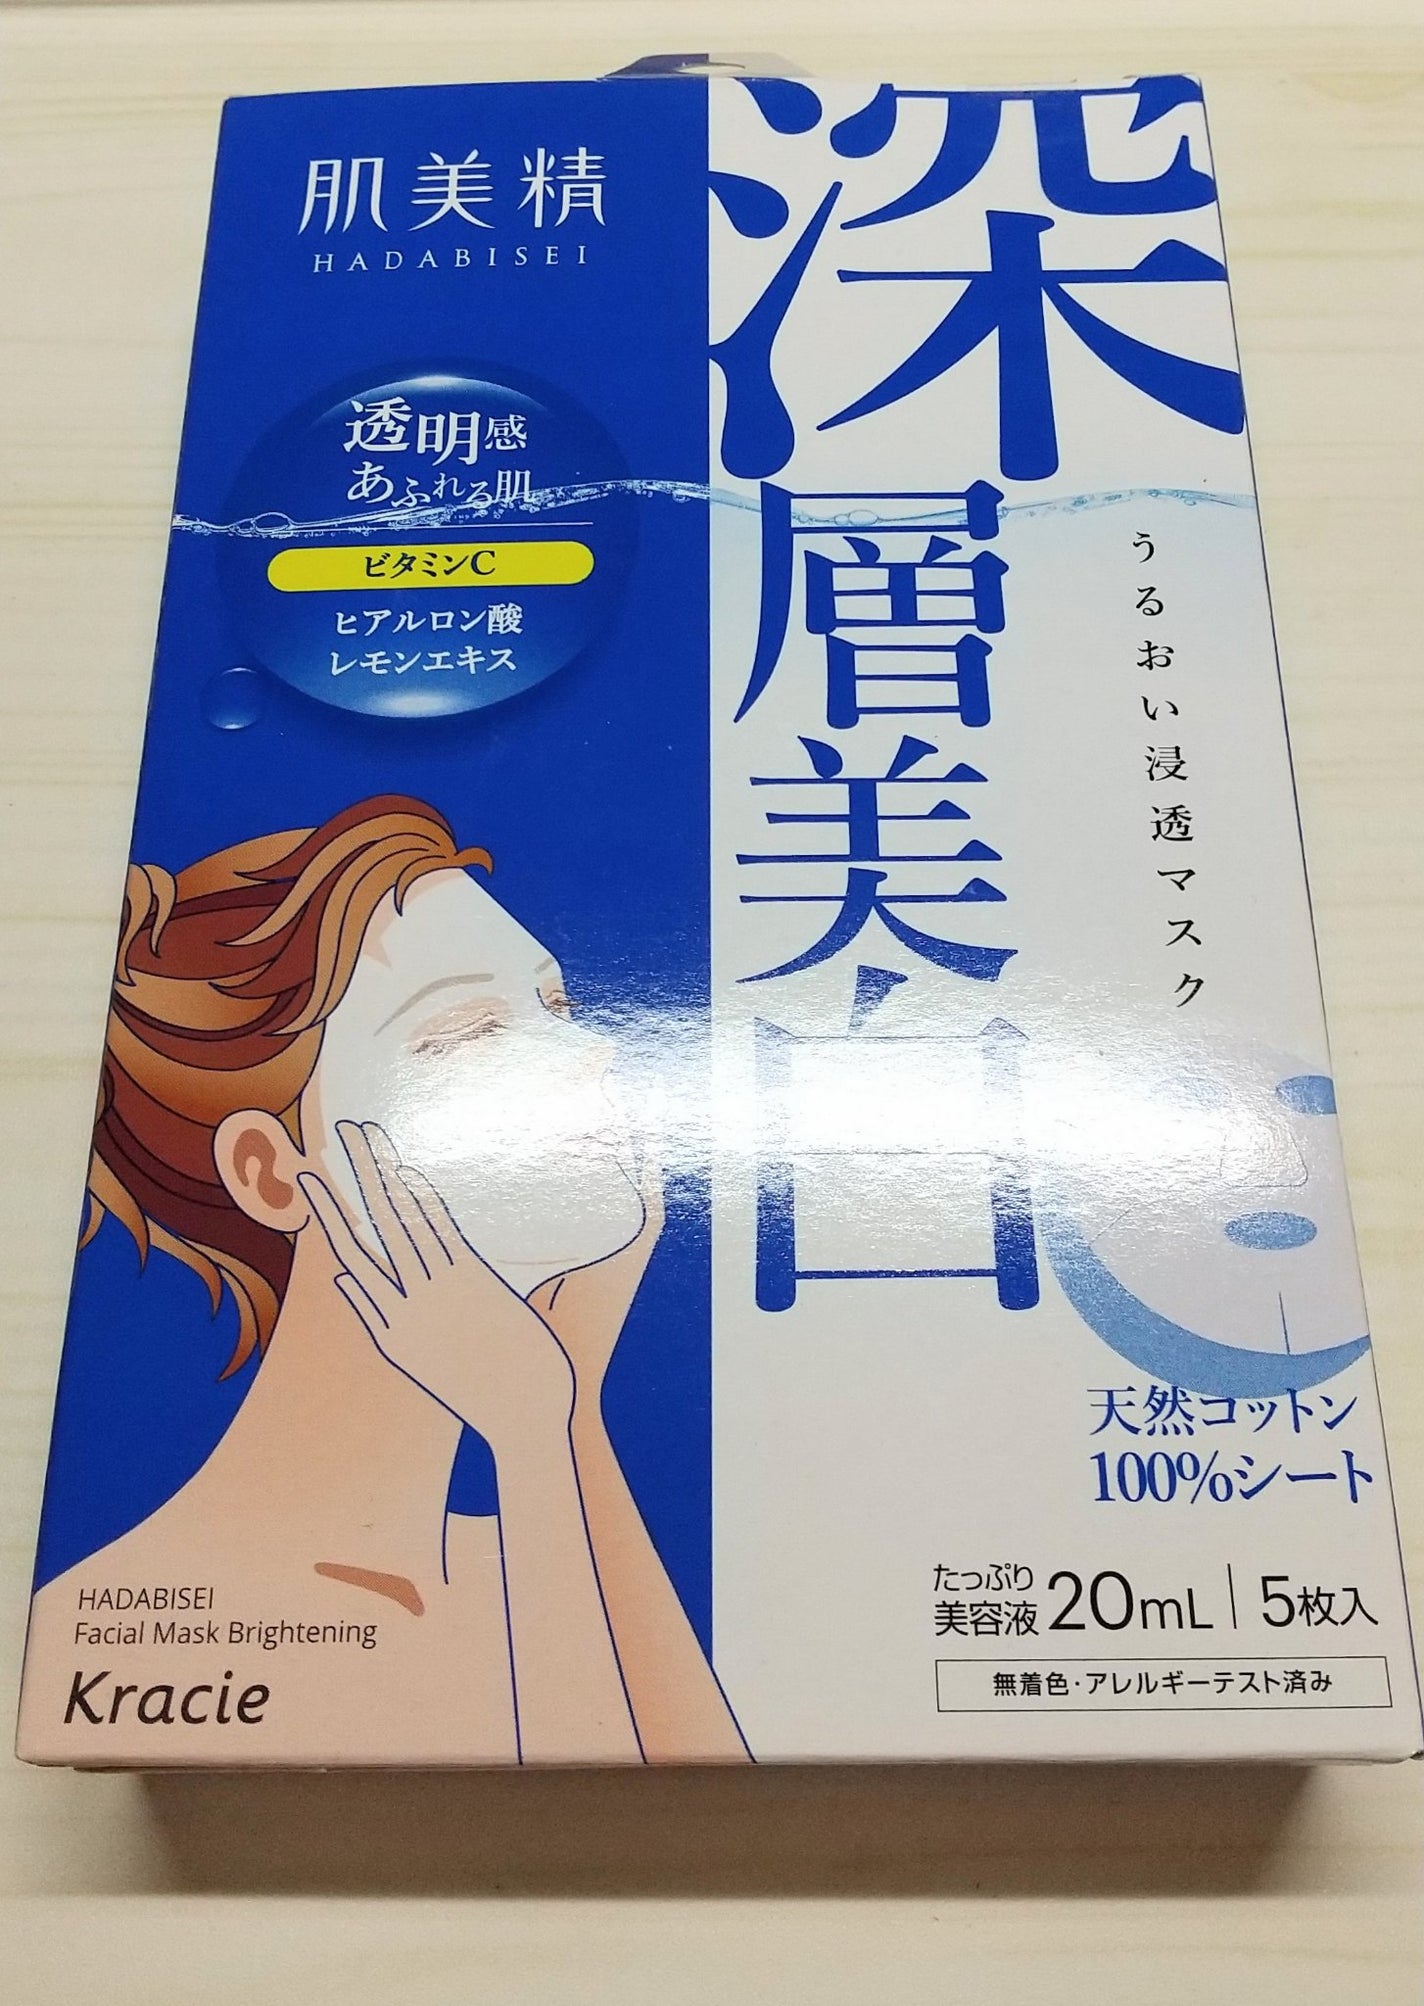 肌美精
HADABISEI
透明感
あふれる肌
ビタミンC
ヒアルロン酸
レモンエキス
深層美白
うるおい浸透マスク
天然コットン
100%シート
たっぷり
美容液 20mL 5枚入
無着色・アレルギーテスト済み
HADABISEI
Facial Mask Brightening
Kracie